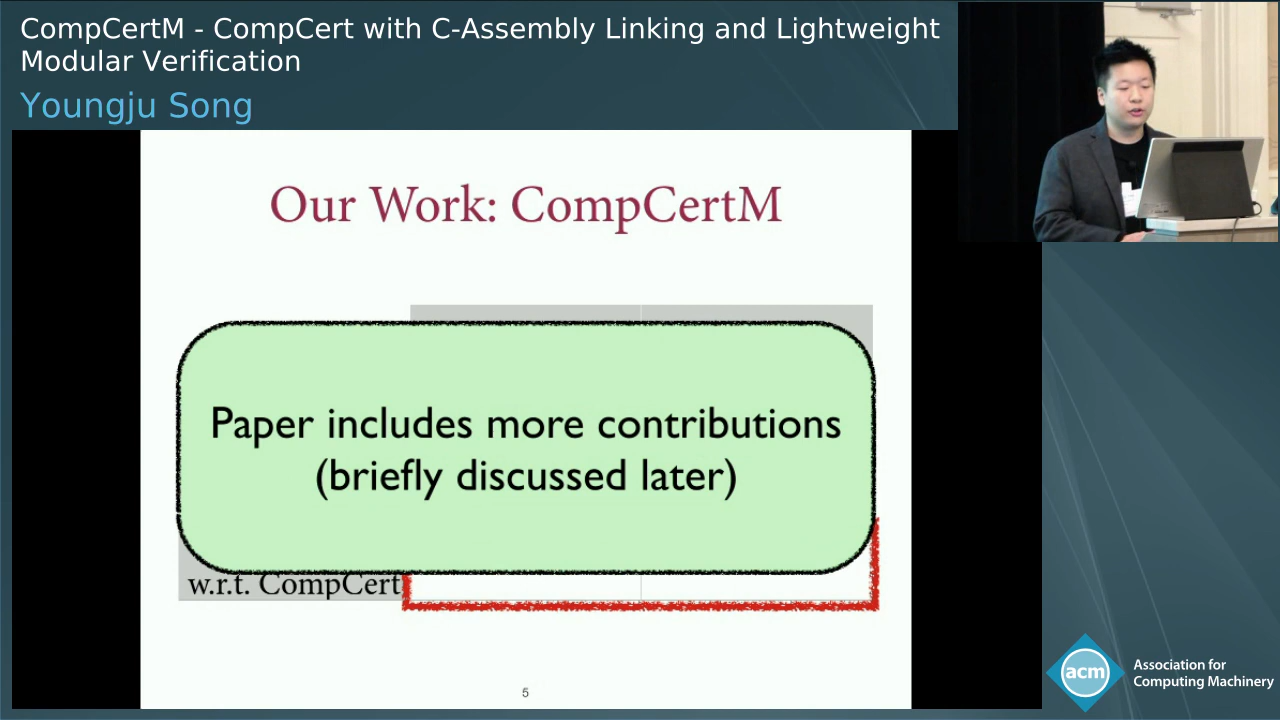 CompCertM - CompCert with C-Assembly Linking and Lightweight
Modular Verification
Youngju Song
Our Work: CompCertM
Paper includes more contributions
(briefly discussed later)
w.r.t. CompCert
5
acm
Association for
Computing Machinery